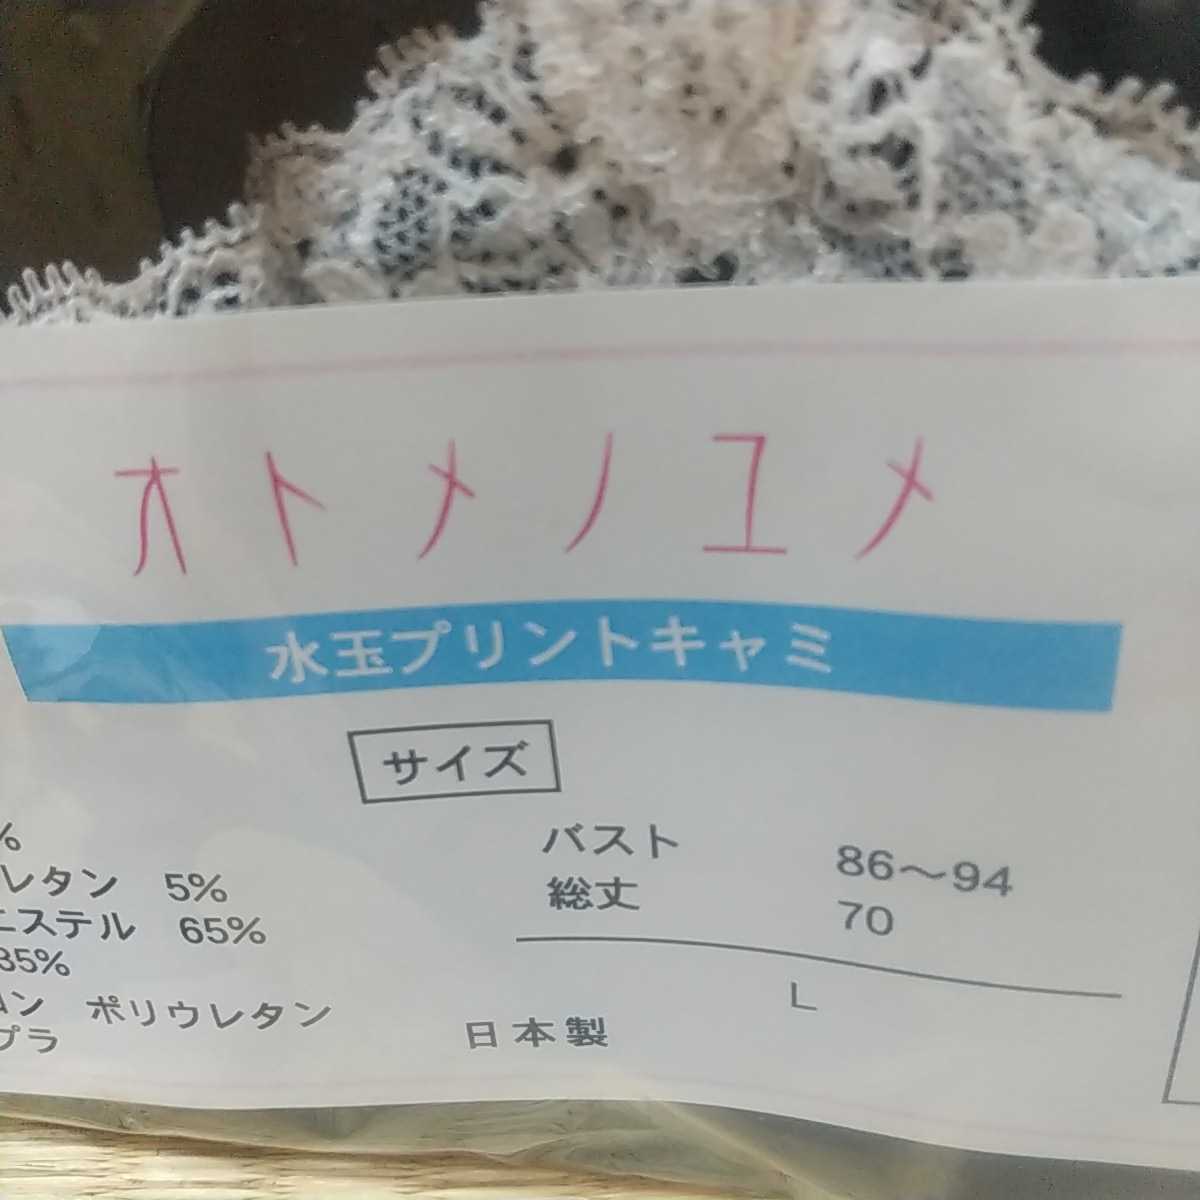 オトメノユメ
水玉プリントキャミ
サイズ
バスト 86〜94
総丈 70
L
%
レタン 5%
エステル 65%
35%
ン ポリウレタン
プラ
日本製